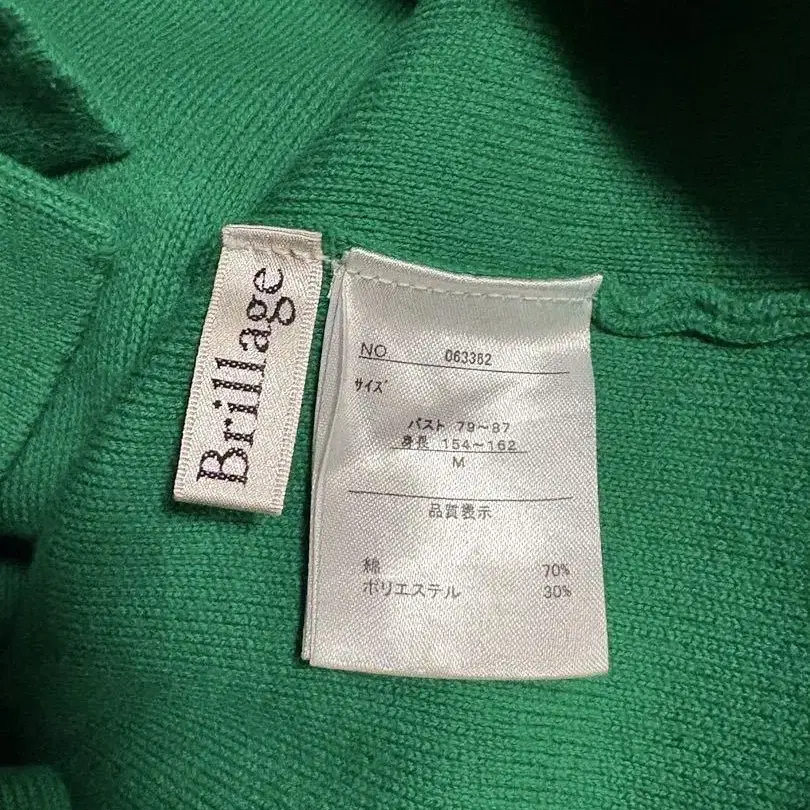 Brillage
NO 063382
サイズ
バスト 79～87
身長 154～162
M
品質表示
綿 70%
ポリエステル 30%